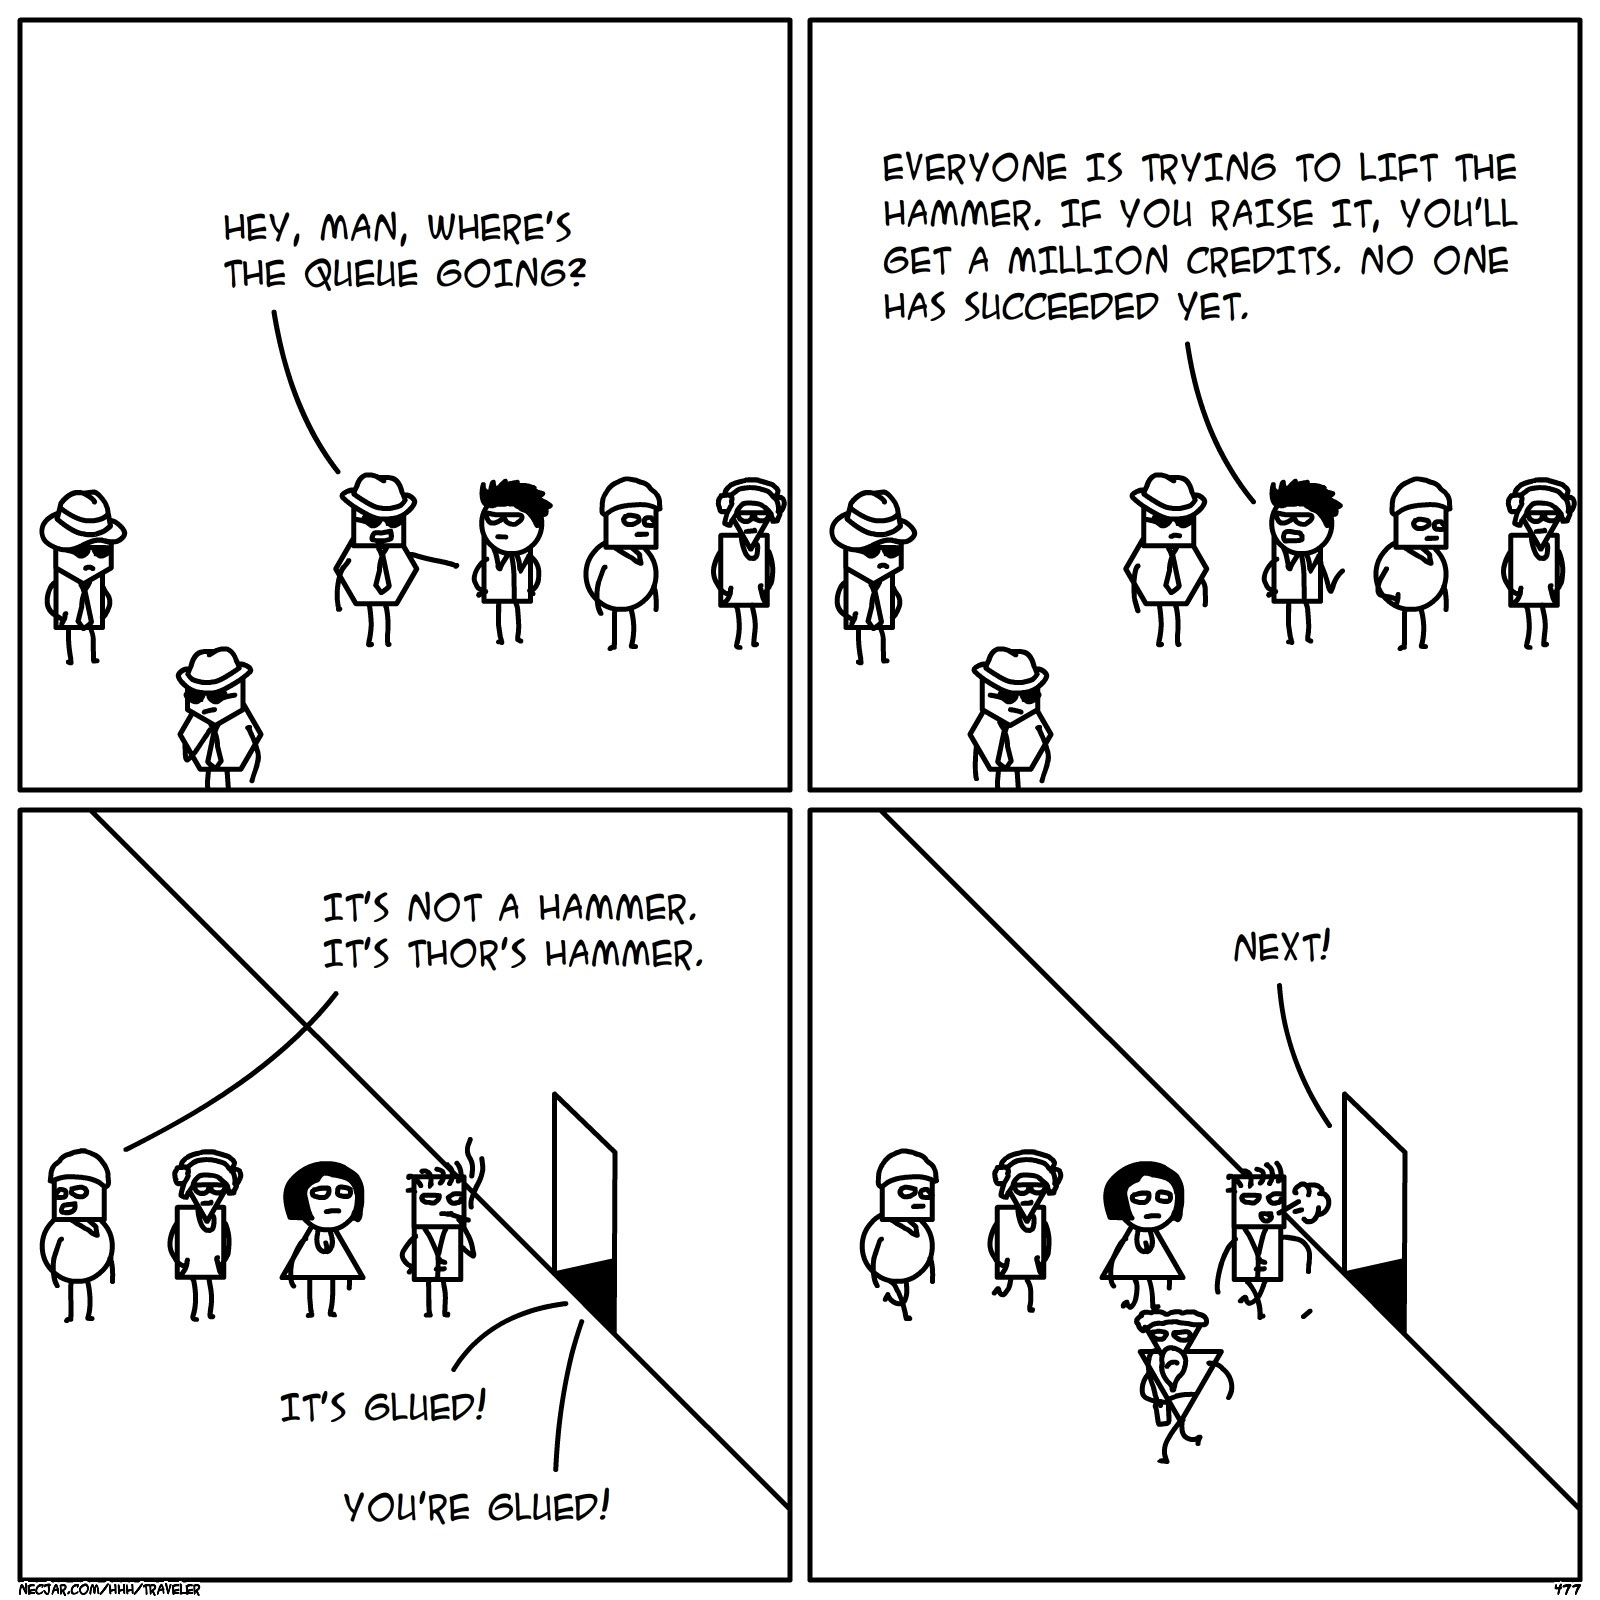 HEY, MAN, WHERE'S
THE QUEUE GOING?
EVERYONE IS TRYING TO LIFT THE
HAMMER. IF YOU RAISE IT, YOU'LL
GET A MILLION CREDITS. NO ONE
HAS SUCCEEDED YET.
IT'S NOT A HAMMER.
IT'S THOR'S HAMMER.
IT'S GLUED!
YOU'RE GLUED!
NEXT!
NECJAR.COM/HHH/TRAVELER
477